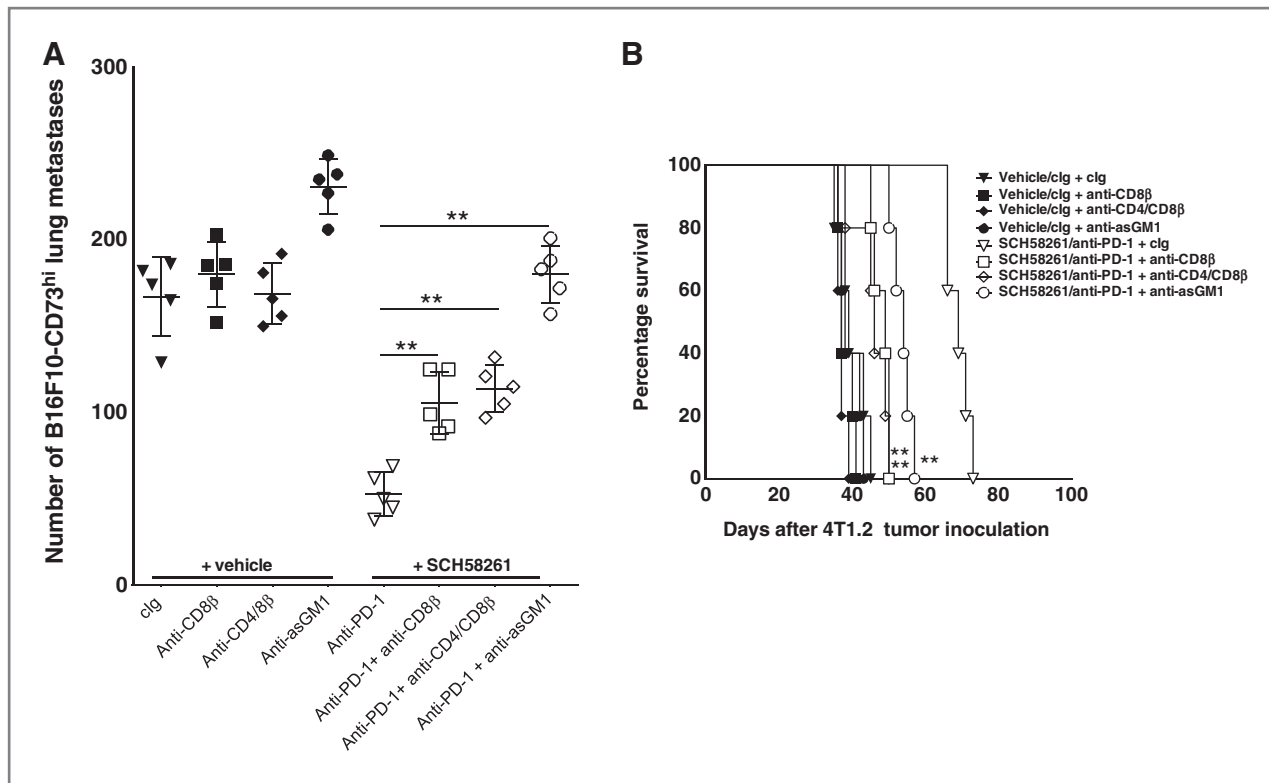 A
Number of B16F10-CD73hi lung metastases
300
200
100
0
**
**
**
+ vehicle
+ SCH58261
cIg
Anti-CD8β
Anti-CD4/8β
Anti-asGM1
Anti-PD-1
Anti-PD-1+ anti-CD8β
Anti-PD-1+ anti-CD4/CD8β
Anti-PD-1 + anti-asGM1
B
Percentage survival
100
80
60
40
20
0
0 20 40 60 80 100
**
**
**
Days after 4T1.2 tumor inoculation
Vehicle/cIg + cIg
Vehicle/cIg + anti-CD8β
Vehicle/cIg + anti-CD4/CD8β
Vehicle/cIg + anti-asGM1
SCH58261/anti-PD-1 + cIg
SCH58261/anti-PD-1 + anti-CD8β
SCH58261/anti-PD-1 + anti-CD4/CD8β
SCH58261/anti-PD-1 + anti-asGM1